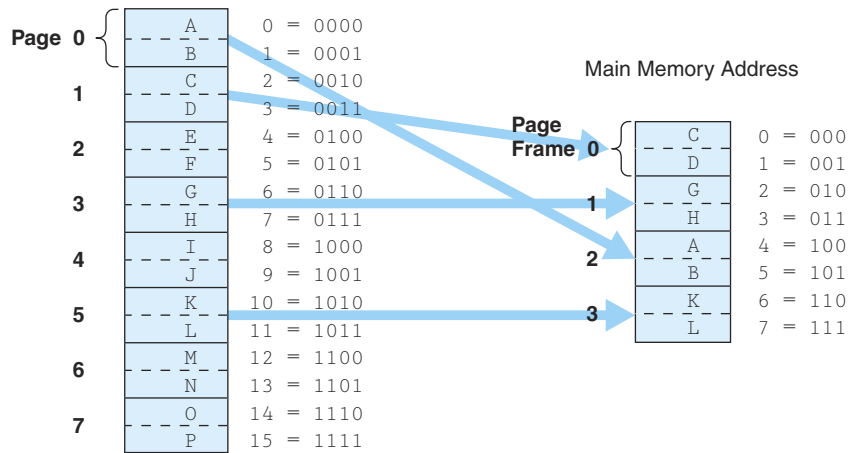 Page 0
A 0 = 0000
B 1 = 0001
1
C 2 = 0010
D 3 = 0011
2
E 4 = 0100
F 5 = 0101
3
G 6 = 0110
H 7 = 0111
4
I 8 = 1000
J 9 = 1001
5
K 10 = 1010
L 11 = 1011
6
M 12 = 1100
N 13 = 1101
7
O 14 = 1110
P 15 = 1111
Main Memory Address
Page
Frame 0
C 0 = 000
D 1 = 001
1
G 2 = 010
H 3 = 011
2
A 4 = 100
B 5 = 101
3
K 6 = 110
L 7 = 111